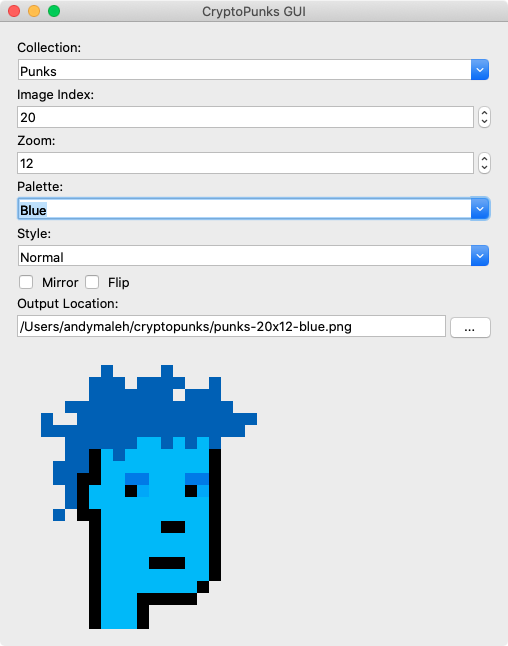 CryptoPunks GUI
Collection:
Punks
Image Index:
20
Zoom:
12
Palette:
Blue
Style:
Normal
Mirror Flip
Output Location:
/Users/andymaleh/cryptopunks/punks-20x12-blue.png ...